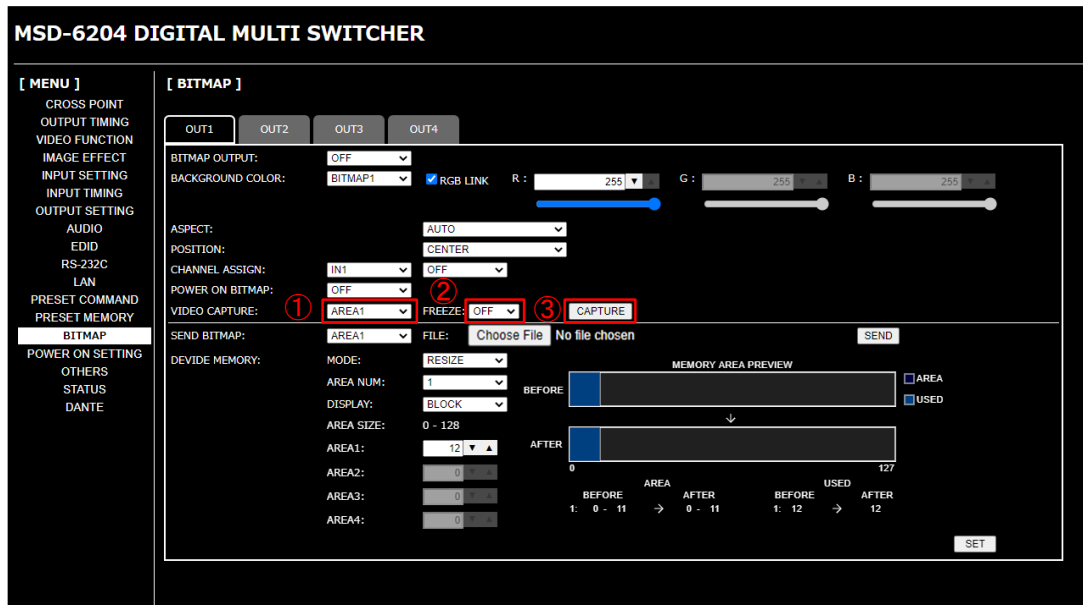 MSD-6204 DIGITAL MULTI SWITCHER
[ MENU ]
CROSS POINT
OUTPUT TIMING
VIDEO FUNCTION
IMAGE EFFECT
INPUT SETTING
INPUT TIMING
OUTPUT SETTING
AUDIO
EDID
RS-232C
LAN
PRESET COMMAND
PRESET MEMORY
BITMAP
POWER ON SETTING
OTHERS
STATUS
DANTE
[ BITMAP ]
OUT1 OUT2 OUT3 OUT4
BITMAP OUTPUT: OFF
BACKGROUND COLOR: BITMAP1 RGB LINK R : 255 G : 255 B : 255
ASPECT: AUTO
POSITION: CENTER
CHANNEL ASSIGN: IN1 OFF
POWER ON BITMAP: OFF
VIDEO CAPTURE: ① AREA1 ② FREEZE: OFF ③ CAPTURE
SEND BITMAP: AREA1 FILE: Choose File No file chosen SEND
DEVIDE MEMORY: MODE: RESIZE
AREA NUM: 1
DISPLAY: BLOCK
AREA SIZE: 0 - 128
AREA1: 12
AREA2: 0
AREA3: 0
AREA4: 0
MEMORY AREA PREVIEW
BEFORE
AREA
USED
↓
AFTER
0 127
AREA USED
BEFORE AFTER BEFORE AFTER
1: 0 - 11 → 0 - 11 1: 12 → 12
SET